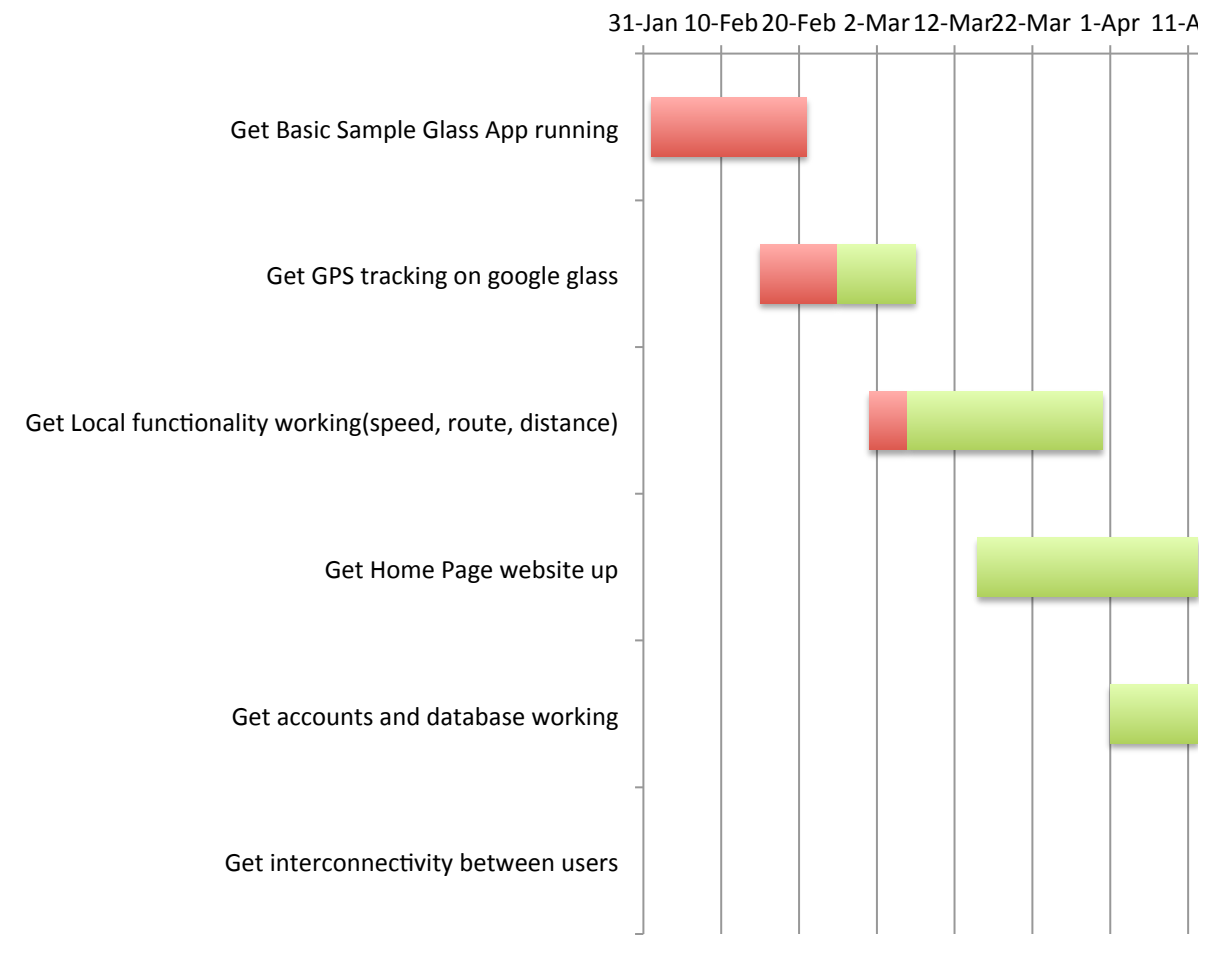 31-Jan 10-Feb 20-Feb 2-Mar 12-Mar 22-Mar 1-Apr 11-A
Get Basic Sample Glass App running
Get GPS tracking on google glass
Get Local functionality working(speed, route, distance)
Get Home Page website up
Get accounts and database working
Get interconnectivity between users